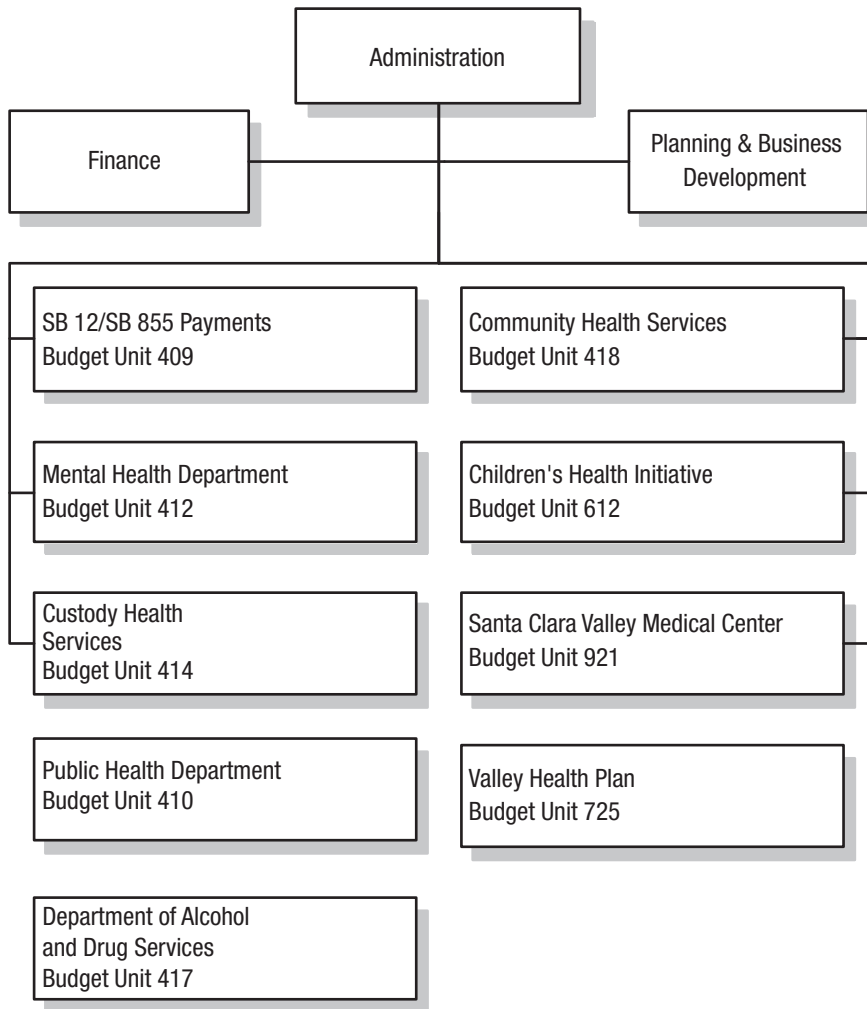 Administration
Finance
Planning & Business
Development
SB 12/SB 855 Payments
Budget Unit 409
Community Health Services
Budget Unit 418
Mental Health Department
Budget Unit 412
Children's Health Initiative
Budget Unit 612
Custody Health
Services
Budget Unit 414
Santa Clara Valley Medical Center
Budget Unit 921
Public Health Department
Budget Unit 410
Valley Health Plan
Budget Unit 725
Department of Alcohol
and Drug Services
Budget Unit 417